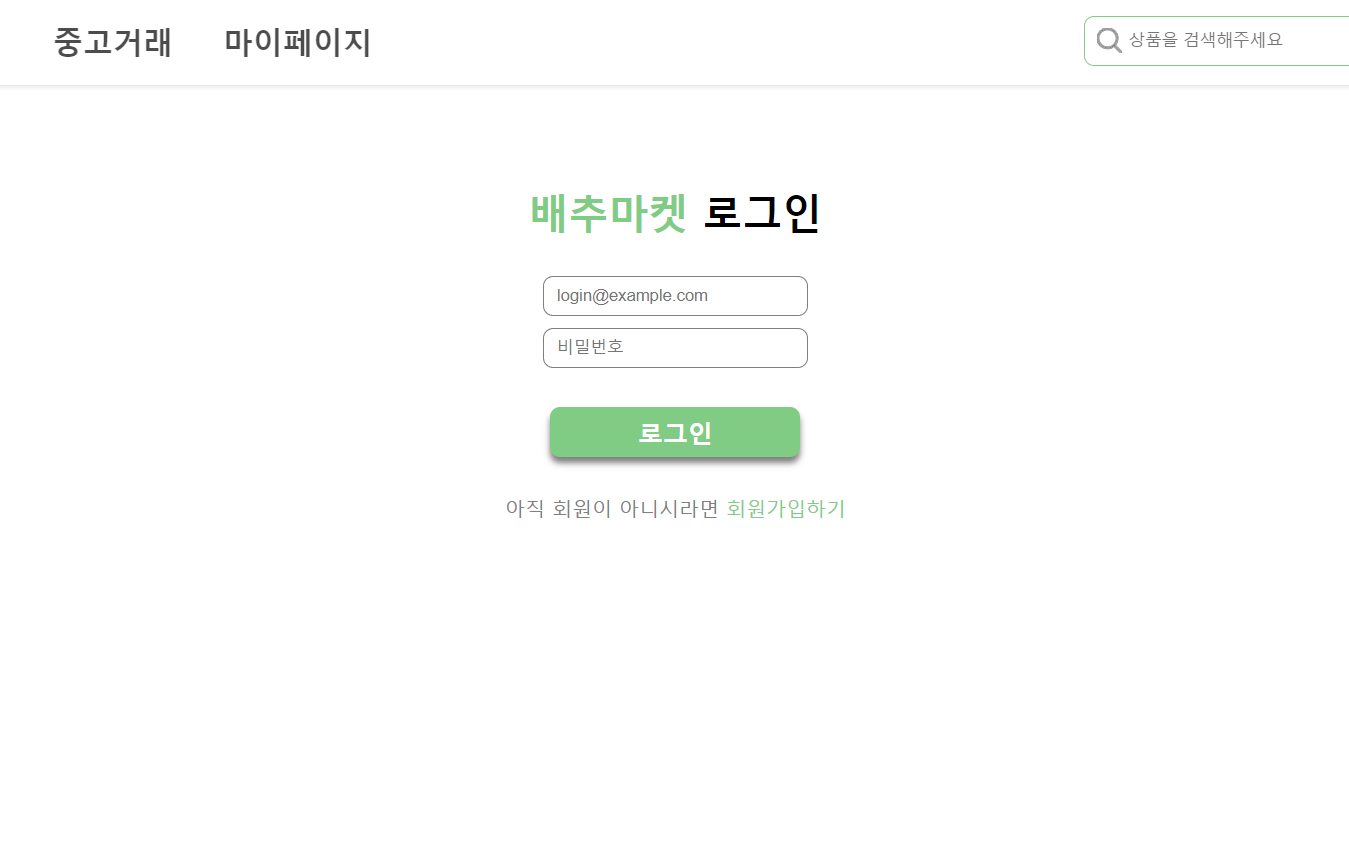 중고거래 마이페이지 상품을 검색해주세요
배추마켓 로그인
login@example.com
비밀번호
로그인
아직 회원이 아니시라면 회원가입하기